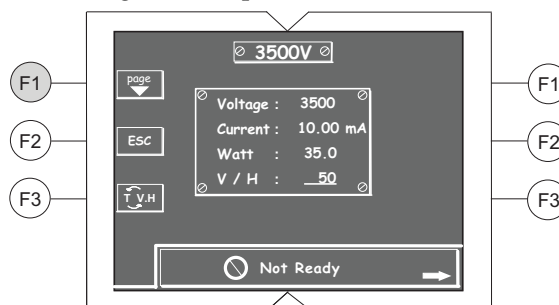 3500V
F1
page
F1
Voltage : 3500
Current : 10.00 mA
F2
ESC
F2
Watt : 35.0
V / H : 50
F3
T V.H
F3
Not Ready